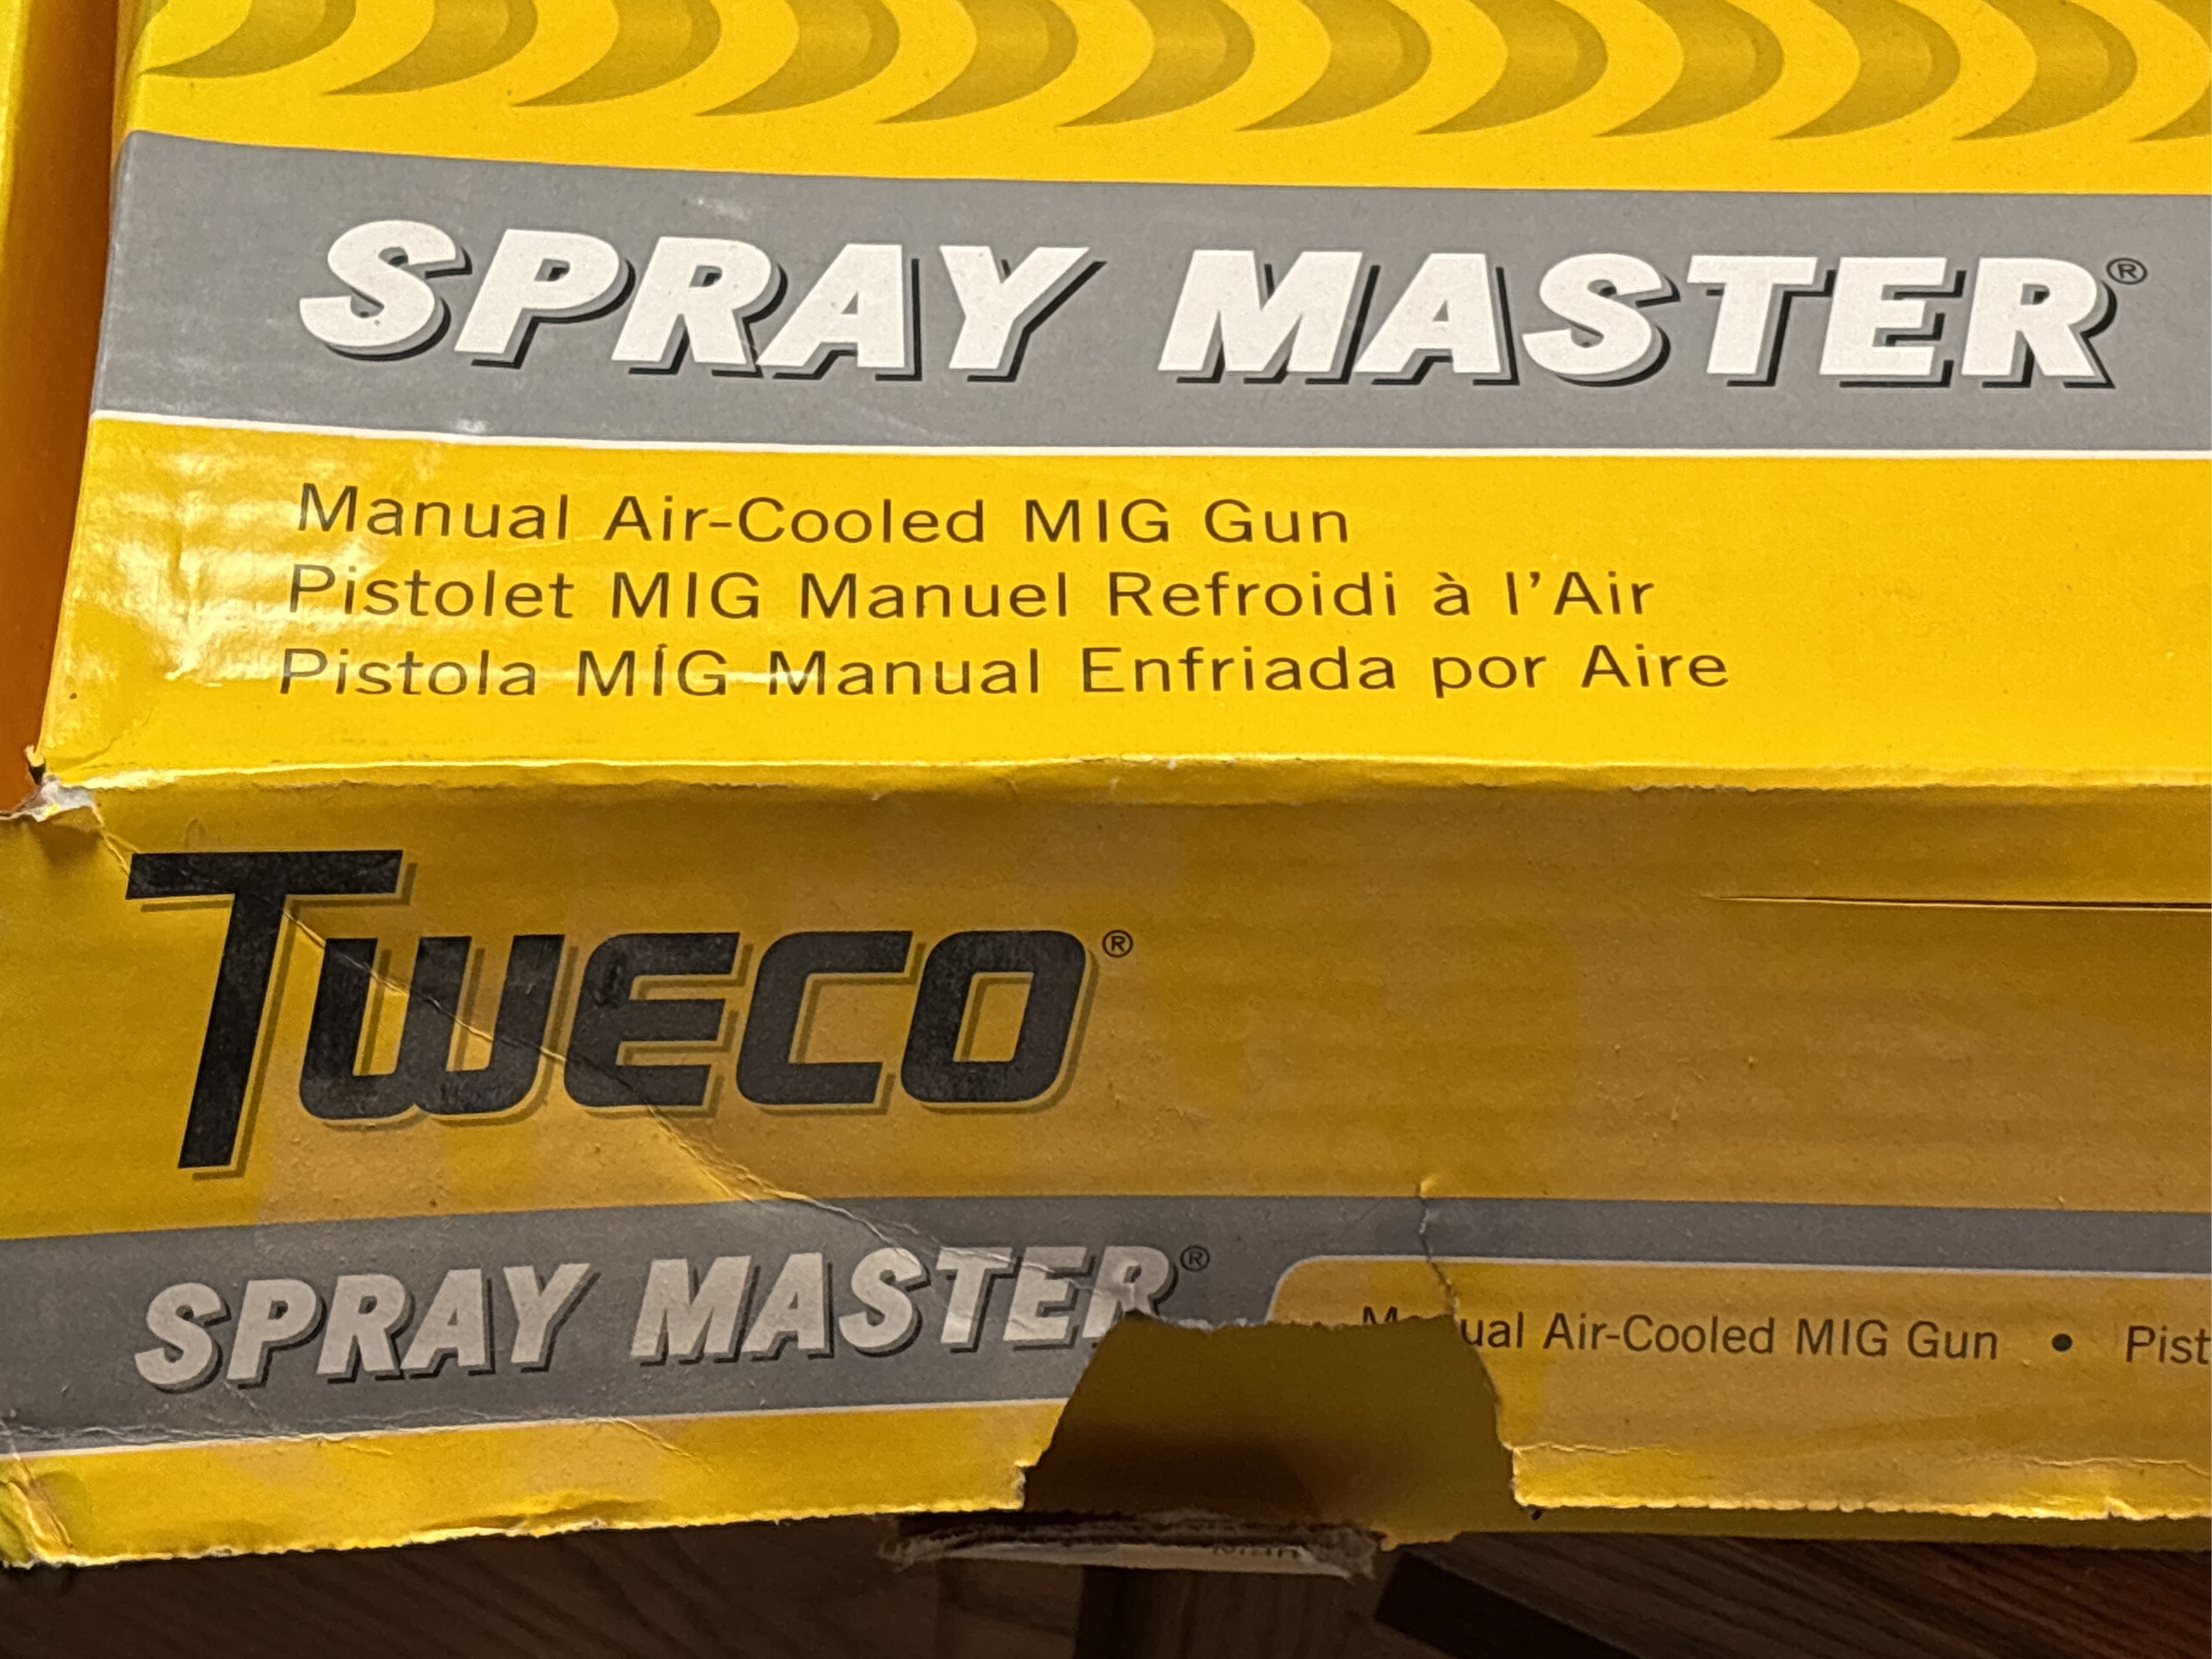 SPRAY MASTER®
Manual Air-Cooled MIG Gun
Pistolet MIG Manuel Refroidi à l'Air
Pistola MÍG Manual Enfriada por Aire
TWECO®
SPRAY MASTER®
Air-Cooled MIG Gun •